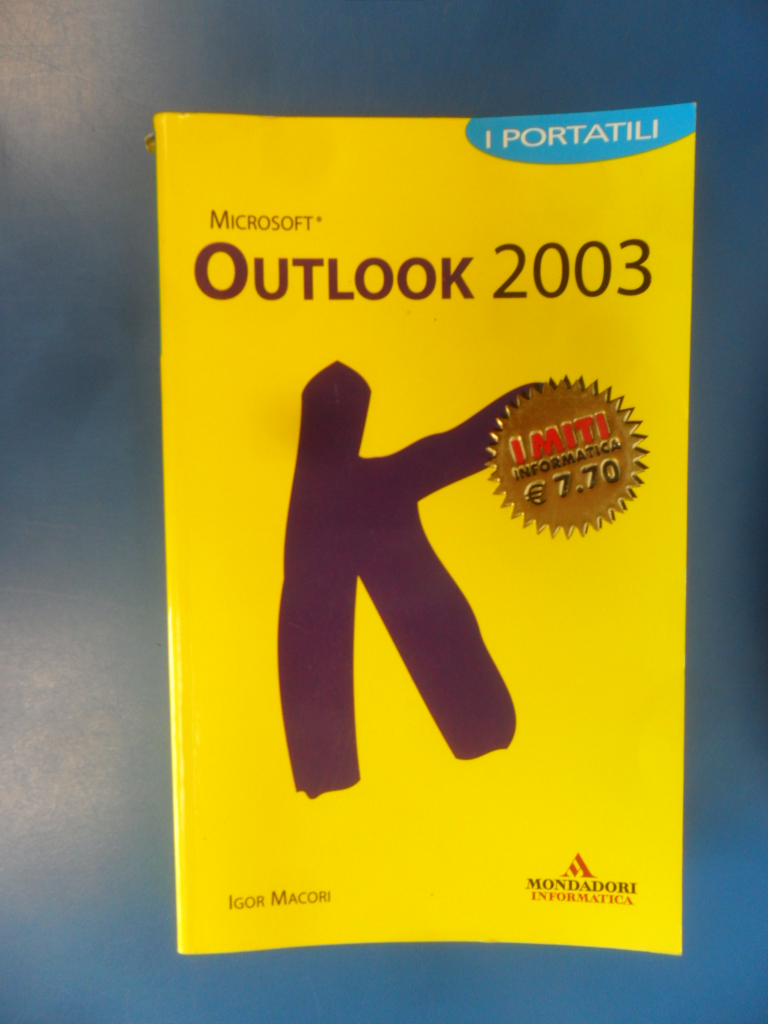 I PORTATILI
MICROSOFT®
OUTLOOK 2003
K
I MITI
INFORMATICA
€ 7.70
IGOR MACORI
MONDADORI
INFORMATICA